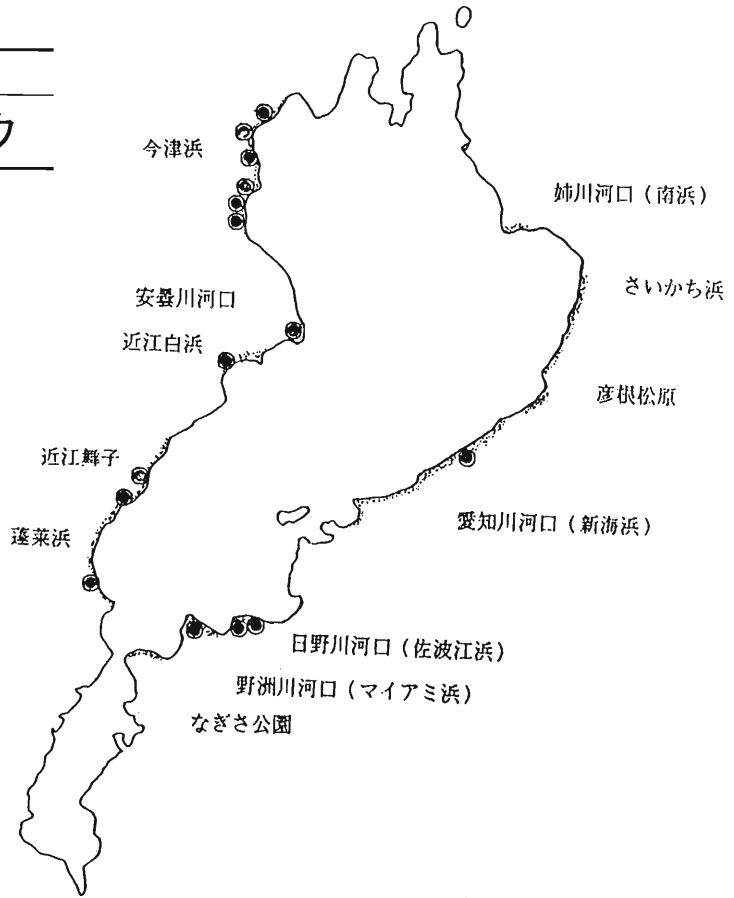 ク
今津浜
姉川河口(南浜)
さいかち浜
安曇川河口
近江白浜
彦根松原
近江舞子
愛知川河口(新海浜)
蓬莱浜
日野川河口(佐波江浜)
野洲川河口(マイアミ浜)
なぎさ公園